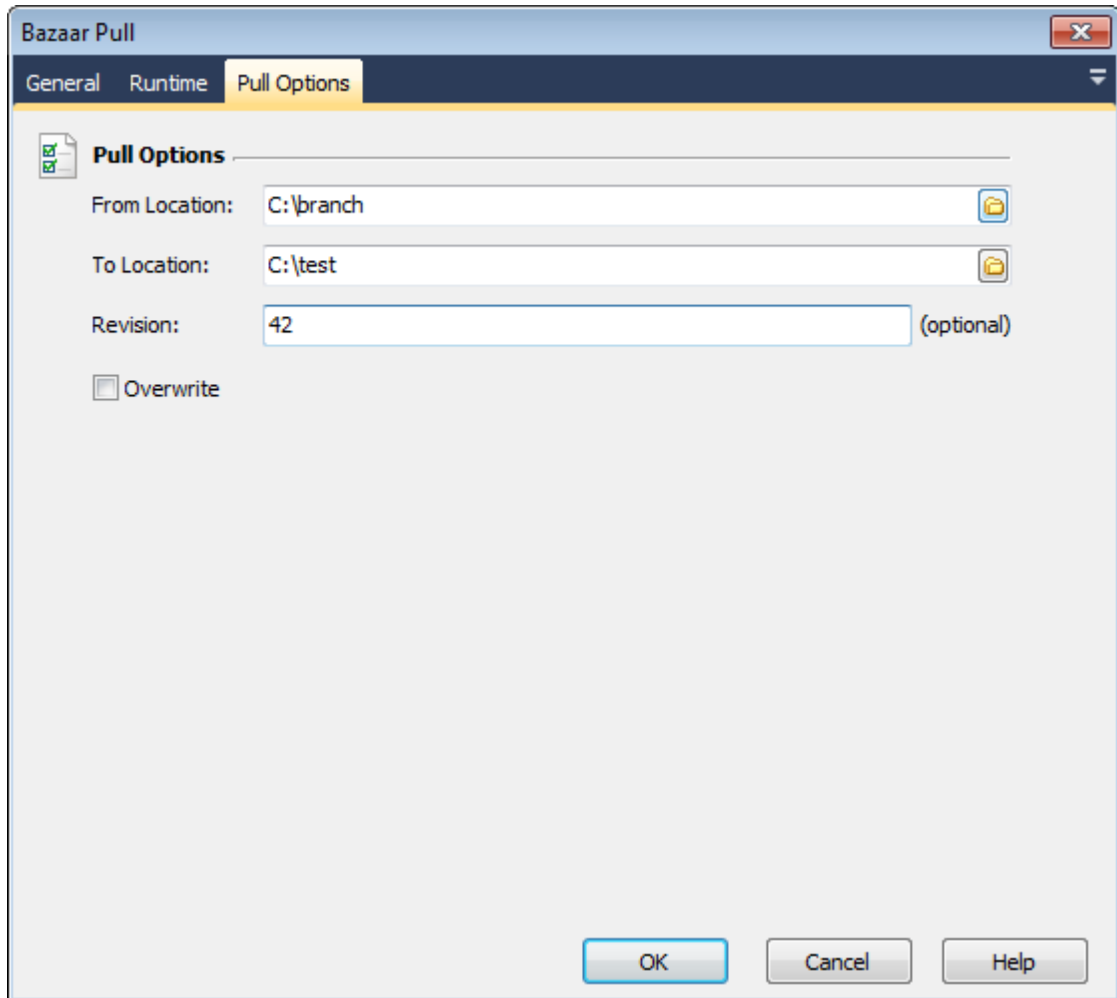 Bazaar Pull
General Runtime Pull Options
Pull Options
From Location: C:\branch
To Location: C:\test
Revision: 42 (optional)
Overwrite
OK Cancel Help